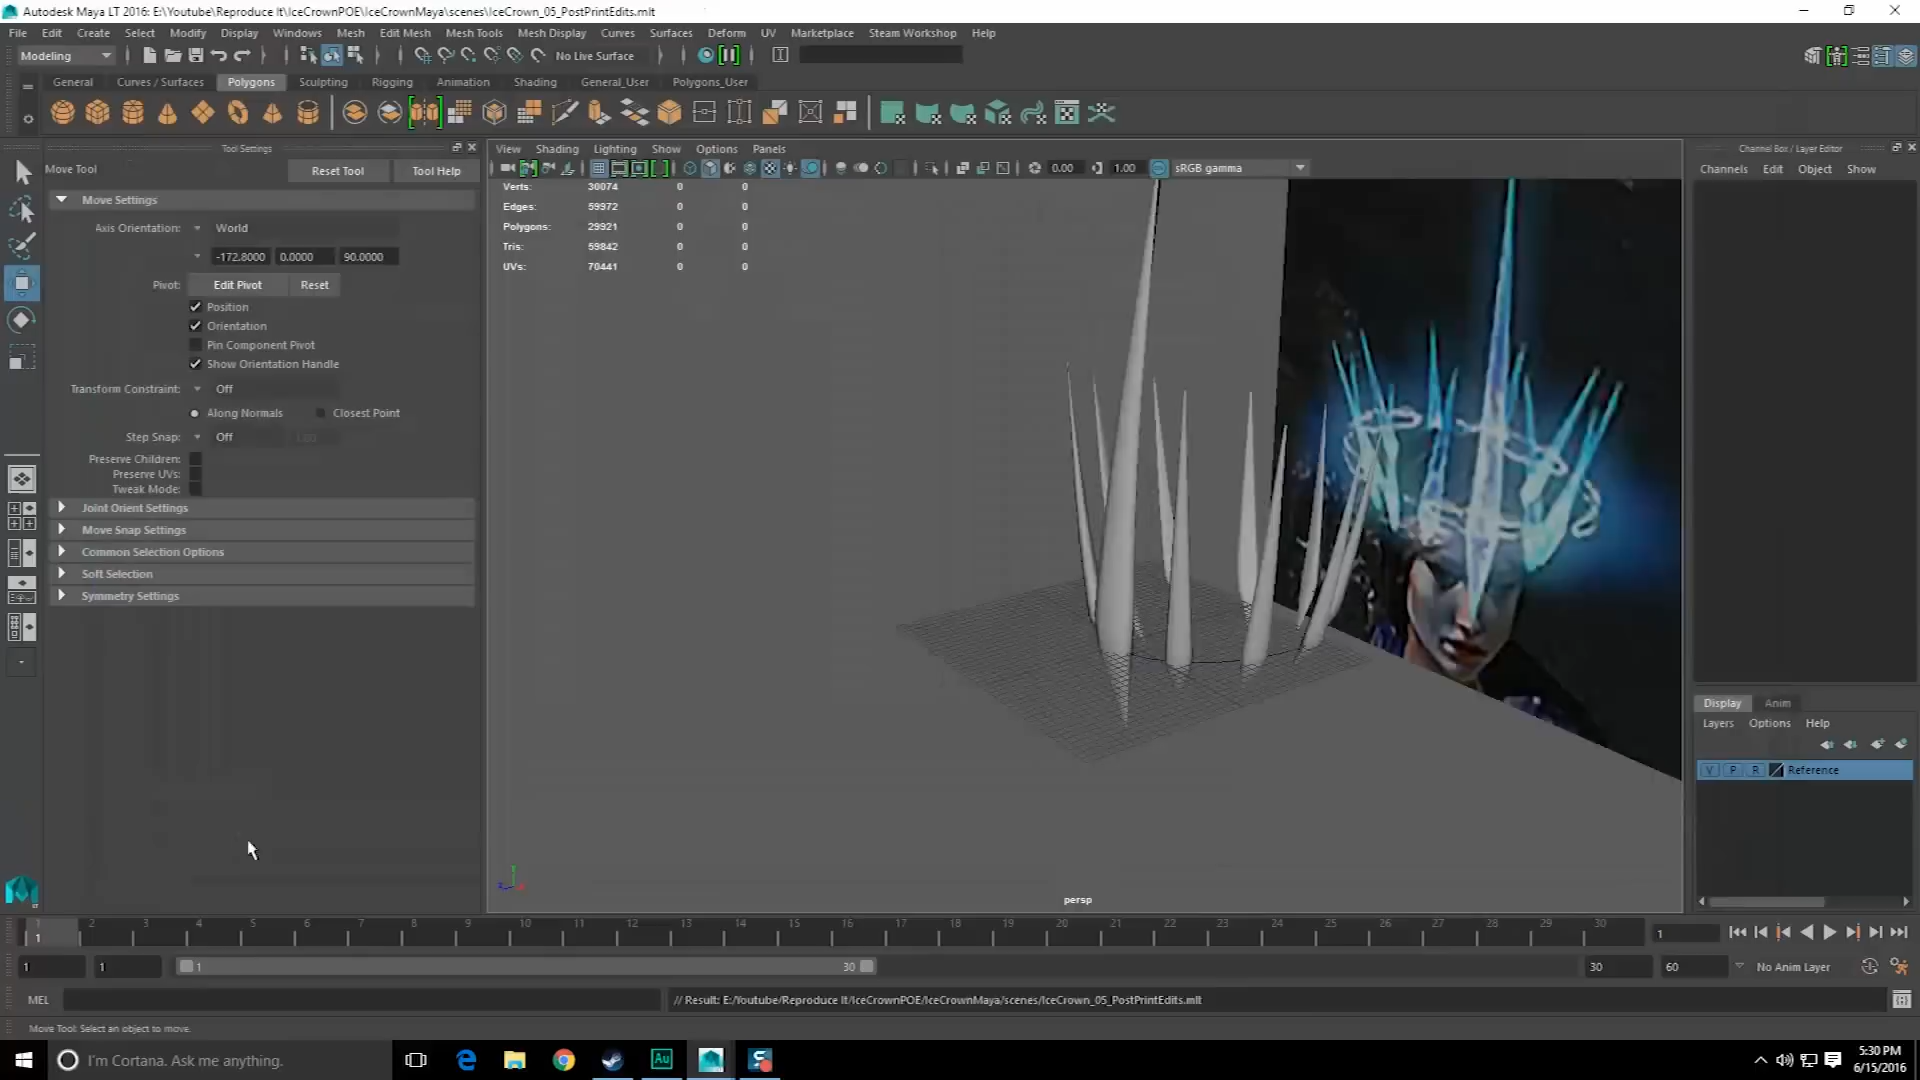 Autodesk Maya LT 2016: E:\Youtube\Reproduce It\IceCrownPOE\IceCrownMaya\scenes\IceCrown_05_PostPrintEdits.mlt
File Edit Create Select Modify Display Windows Mesh Edit Mesh Mesh Tools Mesh Display Curves Surfaces Deform UV Marketplace Steam Workshop Help
Modeling No Live Surface
General Curves / Surfaces Polygons Sculpting Rigging Animation Shading General_User Polygons_User
Tool Settings
Move Tool Reset Tool Tool Help
Move Settings
Axis Orientation: World
-172.8000 0.0000 90.0000
Pivot: Edit Pivot Reset
Position
Orientation
Pin Component Pivot
Show Orientation Handle
Transform Constraint: Off
Along Normals Closest Point
Step Snap: Off
Preserve Children:
Preserve UVs:
Tweak Mode:
Joint Orient Settings
Move Snap Settings
Common Selection Options
Soft Selection
Symmetry Settings
View Shading Lighting Show Options Panels
0.00 1.00 sRGB gamma
Verts: 30074 0 0
Edges: 59972 0 0
Polygons: 29921 0 0
Tris: 59842 0 0
UVs: 70441 0 0
persp
Channel Box / Layer Editor
Channels Edit Object Show
Display Anim
Layers Options Help
V P R Reference
1 2 3 4 5 6 7 8 9 10 11 12 13 14 15 16 17 18 19 20 21 22 23 24 25 26 27 28 29 30
1 1
1 1 1 30 30 60 No Anim Layer
MEL // Result: E:/Youtube/Reproduce It/IceCrownPOE/IceCrownMaya/scenes/IceCrown_05_PostPrintEdits.mlt
Move Tool: Select an object to move.
I'm Cortana. Ask me anything.
Au
5:30 PM
6/15/2016